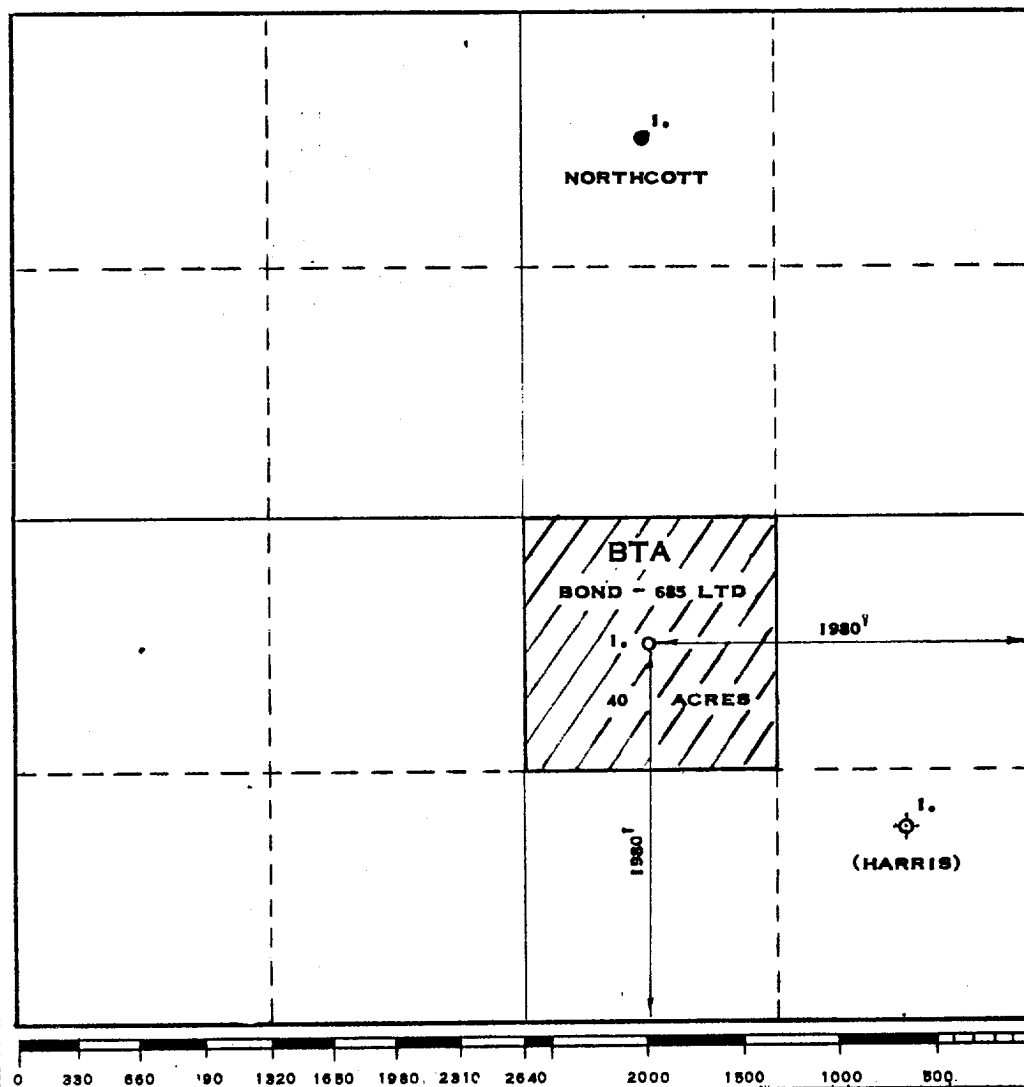 1.
NORTHCOTT
BTA
BOND - 685 LTD
1. 1980'
40 ACRES
1980'
1.
(HARRIS)
0 330 660 '90 1320 1650 1980. 2310 2640 2000 1500 1000 500